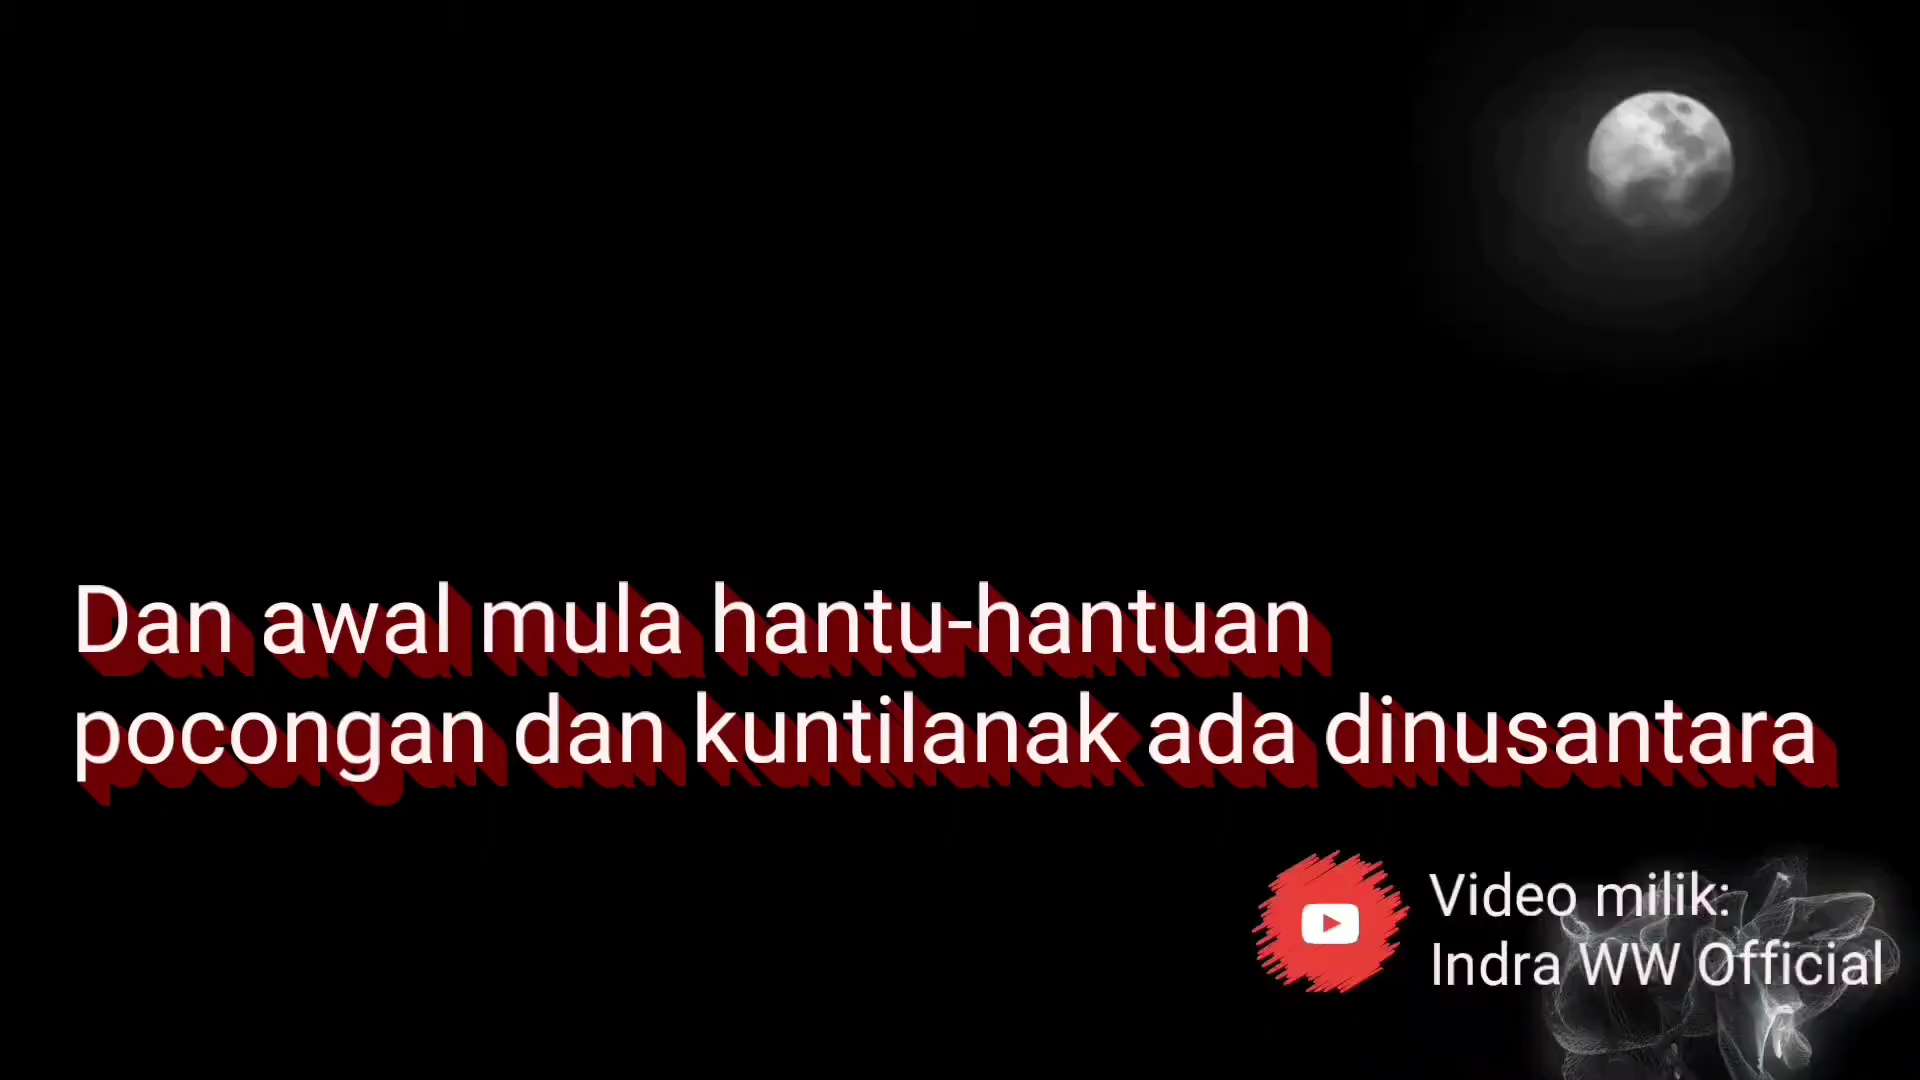 Dan awal mula hantu-hantuan
pocongan dan kuntilanak ada dinusantara
Video milik:
Indra WW Official